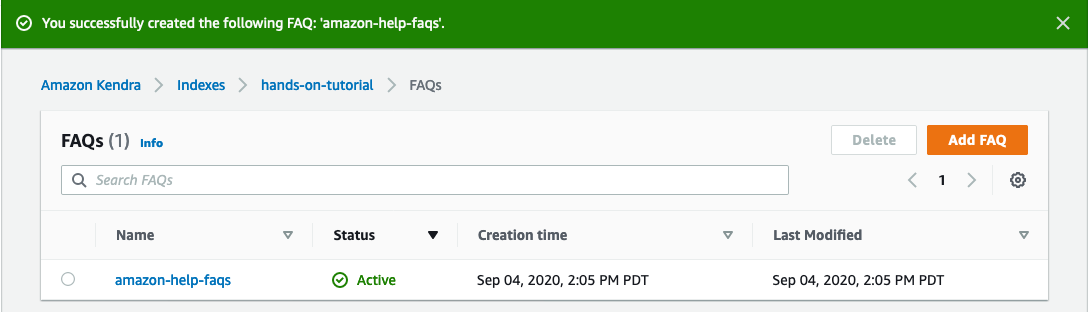 You successfully created the following FAQ: 'amazon-help-faqs'.
Amazon Kendra > Indexes > hands-on-tutorial > FAQs
FAQs (1) Info Delete Add FAQ
Search FAQs < 1 >
Name Status Creation time Last Modified
amazon-help-faqs Active Sep 04, 2020, 2:05 PM PDT Sep 04, 2020, 2:05 PM PDT